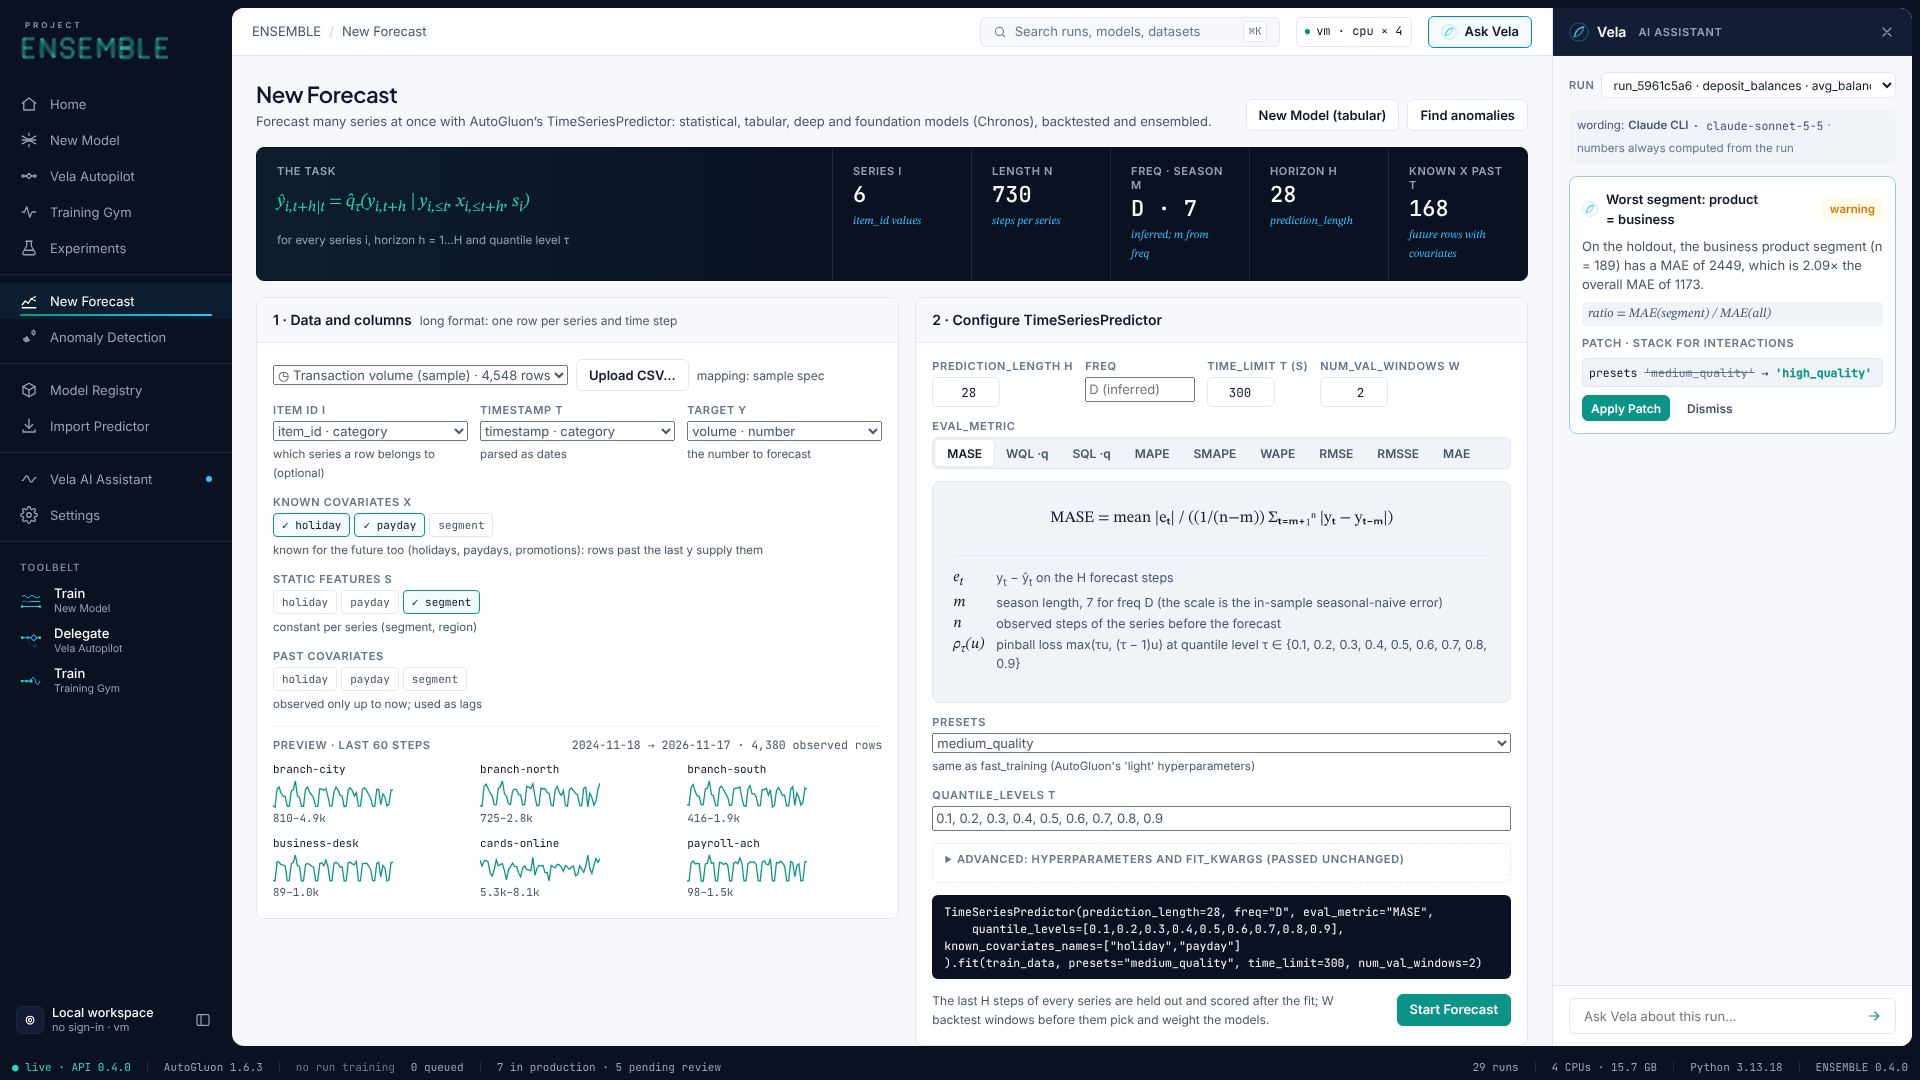 PROJECT
ENSEMBLE
Home
New Model
Vela Autopilot
Training Gym
Experiments
New Forecast
Anomaly Detection
Model Registry
Import Predictor
Vela AI Assistant
Settings
TOOLBELT
Train
New Model
Delegate
Vela Autopilot
Train
Training Gym
Local workspace
no sign-in · vm
ENSEMBLE / New Forecast
Search runs, models, datasets ⌘K
vm · cpu × 4
Ask Vela
New Forecast
Forecast many series at once with AutoGluon's TimeSeriesPredictor: statistical, tabular, deep and foundation models (Chronos), backtested and ensembled.
New Model (tabular)
Find anomalies
THE TASK
ŷi,t+h|t = q̂τ(yi,t+h | yi,≤t, xi,≤t+h, si)
for every series i, horizon h = 1…H and quantile level τ
SERIES I
6
item_id values
LENGTH N
730
steps per series
FREQ · SEASON
M
D · 7
inferred; m from
freq
HORIZON H
28
prediction_length
KNOWN X PAST
T
168
future rows with
covariates
1 · Data and columns long format: one row per series and time step
Transaction volume (sample) · 4,548 rows
Upload CSV...
mapping: sample spec
ITEM ID I
item_id · category
which series a row belongs to
(optional)
TIMESTAMP T
timestamp · category
parsed as dates
TARGET Y
volume · number
the number to forecast
KNOWN COVARIATES X
✓ holiday ✓ payday segment
known for the future too (holidays, paydays, promotions): rows past the last y supply them
STATIC FEATURES S
holiday payday ✓ segment
constant per series (segment, region)
PAST COVARIATES
holiday payday segment
observed only up to now; used as lags
PREVIEW · LAST 60 STEPS
2024-11-18 → 2026-11-17 · 4,380 observed rows
branch-city
810–4.9k
branch-north
725–2.8k
branch-south
416–1.9k
business-desk
89–1.0k
cards-online
5.3k–8.1k
payroll-ach
98–1.5k
2 · Configure TimeSeriesPredictor
PREDICTION_LENGTH H
28
FREQ
D (inferred)
TIME_LIMIT T (S)
300
NUM_VAL_WINDOWS W
2
EVAL_METRIC
MASE WQL ·q SQL ·q MAPE SMAPE WAPE RMSE RMSSE MAE
MASE = mean |eₜ| / ((1/(n−m)) Σₜ₌ₘ₊₁ⁿ |yₜ − yₜ₋ₘ|)
et yt − ŷt on the H forecast steps
m season length, 7 for freq D (the scale is the in-sample seasonal-naive error)
n observed steps of the series before the forecast
ρτ(u) pinball loss max(τu, (τ − 1)u) at quantile level τ ∈ {0.1, 0.2, 0.3, 0.4, 0.5, 0.6, 0.7, 0.8,
0.9}
PRESETS
medium_quality
same as fast_training (AutoGluon's 'light' hyperparameters)
QUANTILE_LEVELS T
0.1, 0.2, 0.3, 0.4, 0.5, 0.6, 0.7, 0.8, 0.9
▸ ADVANCED: HYPERPARAMETERS AND FIT_KWARGS (PASSED UNCHANGED)
TimeSeriesPredictor(prediction_length=28, freq="D", eval_metric="MASE",
quantile_levels=[0.1,0.2,0.3,0.4,0.5,0.6,0.7,0.8,0.9],
known_covariates_names=["holiday","payday"]
).fit(train_data, presets="medium_quality", time_limit=300, num_val_windows=2)
The last H steps of every series are held out and scored after the fit; W
backtest windows before them pick and weight the models.
Start Forecast
Vela AI ASSISTANT
RUN run_5961c5a6 · deposit_balances · avg_balan
wording: Claude CLI · claude-sonnet-5-5 ·
numbers always computed from the run
Worst segment: product
= business
warning
On the holdout, the business product segment (n
= 189) has a MAE of 2449, which is 2.09× the
overall MAE of 1173.
ratio = MAE(segment) / MAE(all)
PATCH · STACK FOR INTERACTIONS
presets 'medium_quality' → 'high_quality'
Apply Patch
Dismiss
Ask Vela about this run...
live · API 0.4.0 AutoGluon 1.6.3 no run training 0 queued 7 in production · 5 pending review 29 runs 4 CPUs · 15.7 GB Python 3.13.18 ENSEMBLE 0.4.0